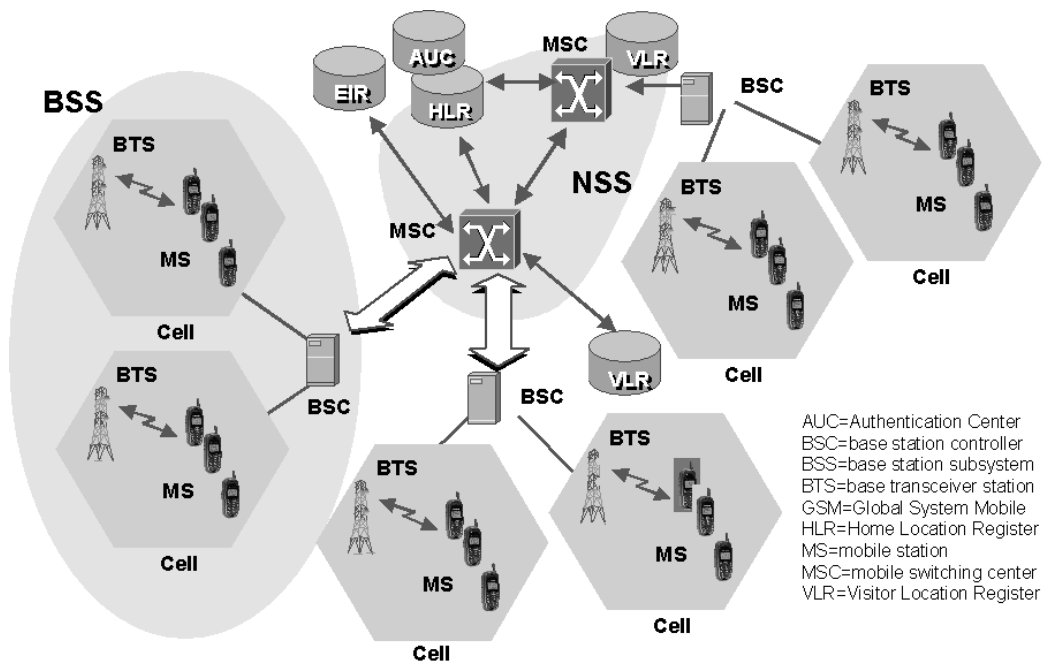 AUC
MSC
VLR
EIR
HLR
BSC
BTS
BSS
BTS
NSS
BTS
MS
MSC
MS
MS
Cell
Cell
Cell
BTS
VLR
BSC
BSC
BTS
BTS
MS
MS
MS
Cell
Cell
Cell
AUC=Authentication Center
BSC=base station controller
BSS=base station subsystem
BTS=base transceiver station
GSM=Global System Mobile
HLR=Home Location Register
MS=mobile station
MSC=mobile switching center
VLR=Visitor Location Register